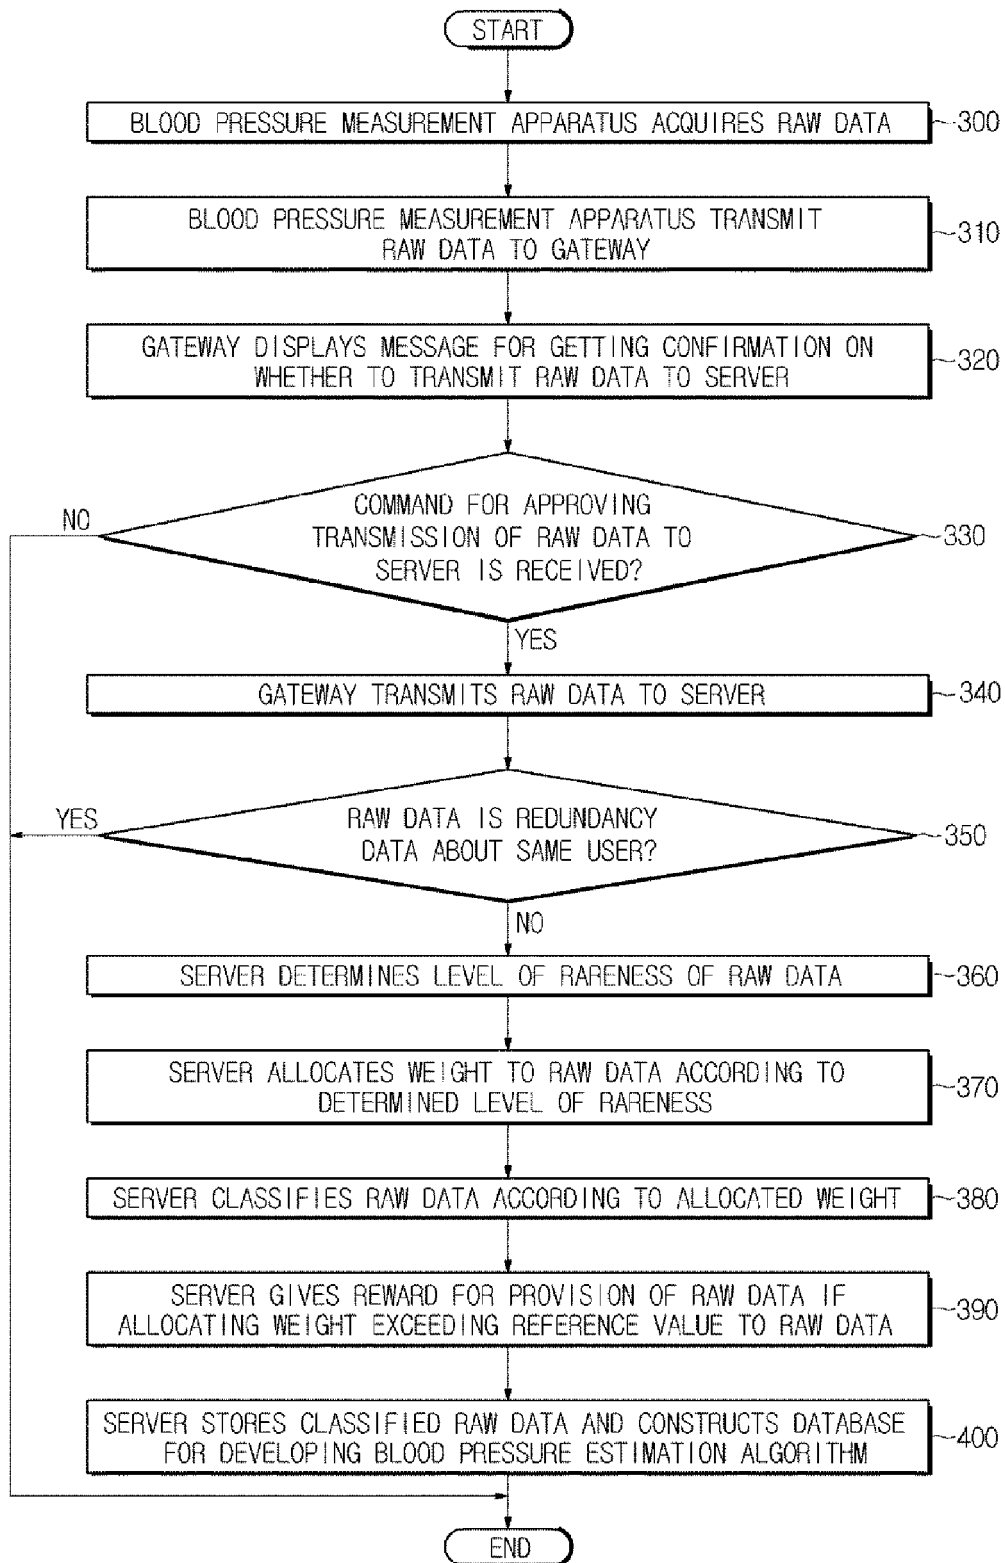 START
BLOOD PRESSURE MEASUREMENT APPARATUS ACQUIRES RAW DATA
300
BLOOD PRESSURE MEASUREMENT APPARATUS TRANSMIT
RAW DATA TO GATEWAY
310
GATEWAY DISPLAYS MESSAGE FOR GETTING CONFIRMATION ON
WHETHER TO TRANSMIT RAW DATA TO SERVER
320
COMMAND FOR APPROVING
TRANSMISSION OF RAW DATA TO
SERVER IS RECEIVED?
330
NO
YES
GATEWAY TRANSMITS RAW DATA TO SERVER
340
RAW DATA IS REDUNDANCY
DATA ABOUT SAME USER?
350
YES
NO
SERVER DETERMINES LEVEL OF RARENESS OF RAW DATA
360
SERVER ALLOCATES WEIGHT TO RAW DATA ACCORDING TO
DETERMINED LEVEL OF RARENESS
370
SERVER CLASSIFIES RAW DATA ACCORDING TO ALLOCATED WEIGHT
380
SERVER GIVES REWARD FOR PROVISION OF RAW DATA IF
ALLOCATING WEIGHT EXCEEDING REFERENCE VALUE TO RAW DATA
390
SERVER STORES CLASSIFIED RAW DATA AND CONSTRUCTS DATABASE
FOR DEVELOPING BLOOD PRESSURE ESTIMATION ALGORITHM
400
END